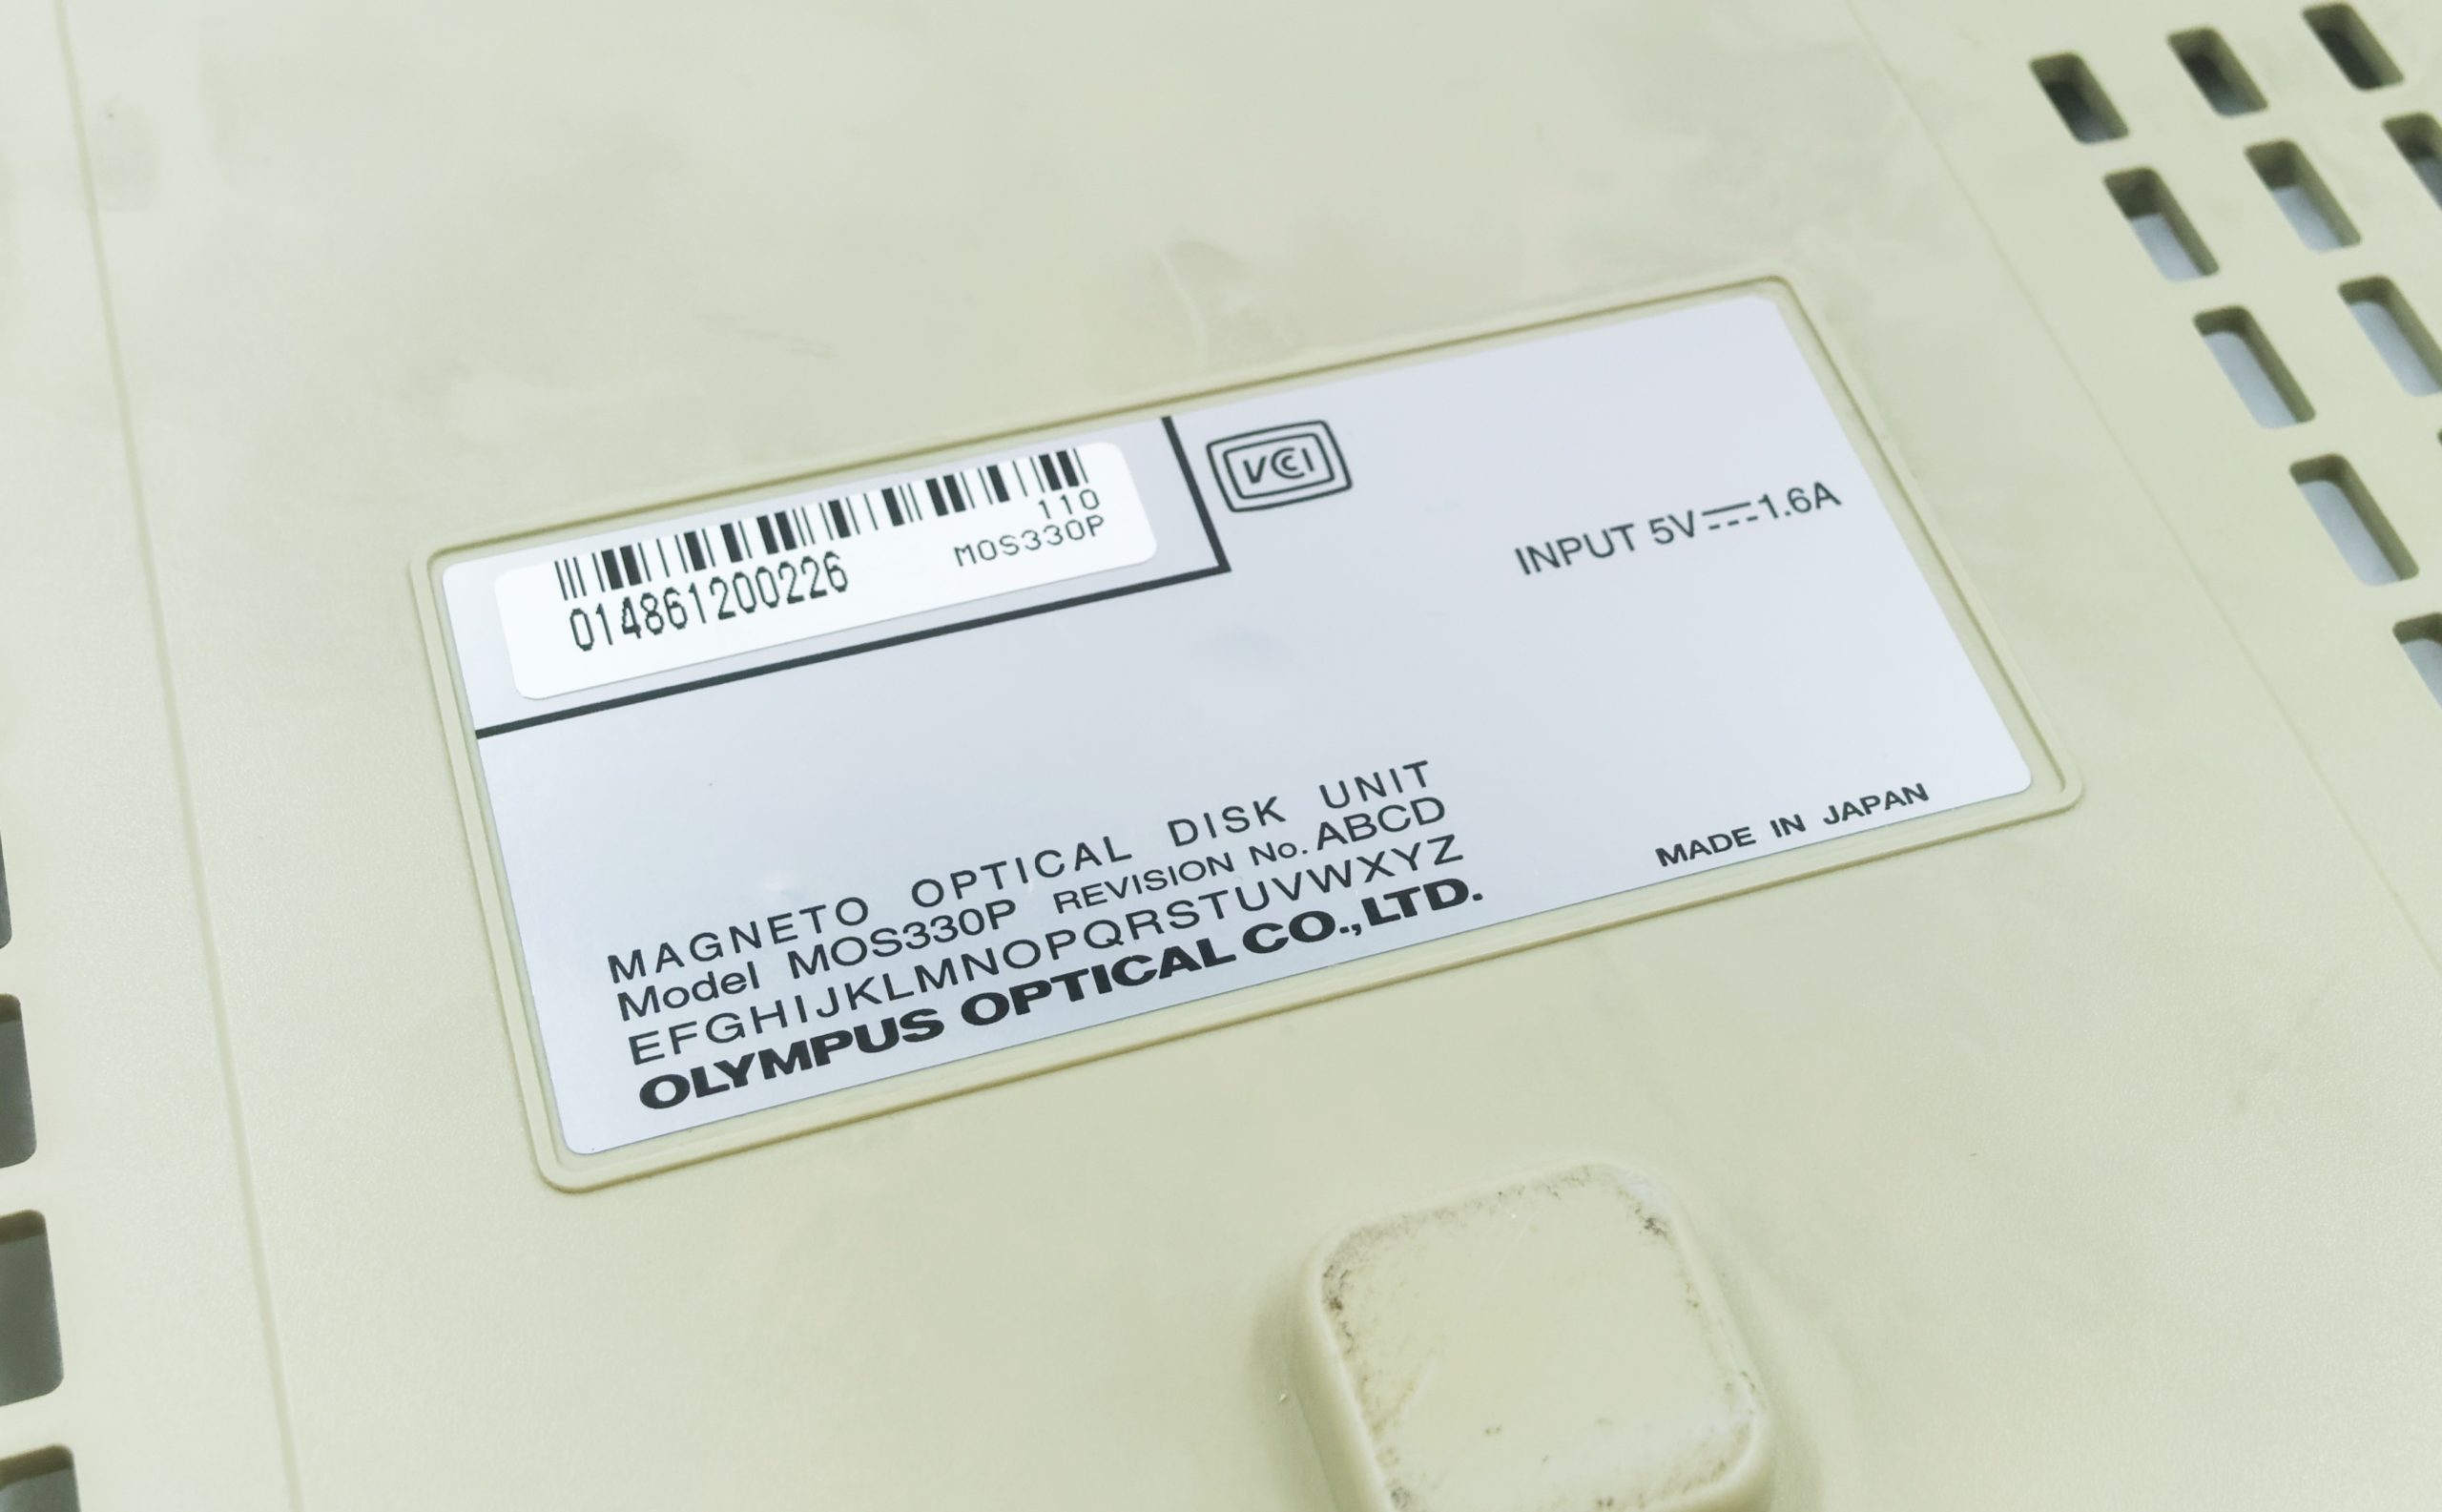 110
014861200226
MOS330P
VCCI
INPUT 5V⎓1.6A
MAGNETO OPTICAL DISK UNIT
Model MOS330P REVISION No. ABCD
EFGHIJKLMNOPQRSTUVWXYZ
OLYMPUS OPTICAL CO.,LTD.
MADE IN JAPAN